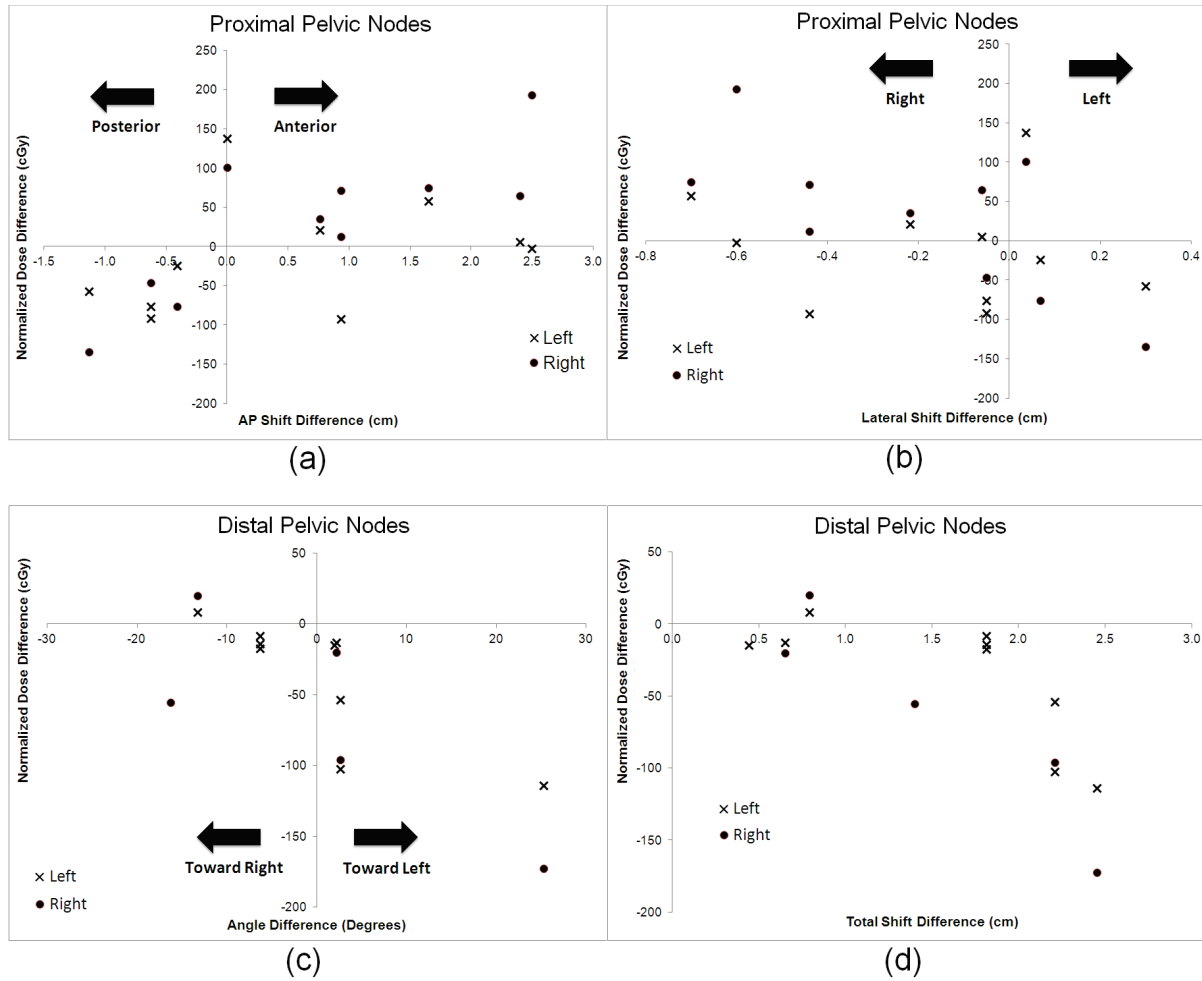 Proximal Pelvic Nodes
Normalized Dose Difference (cGy)
250
200
150
100
50
0
-50
-100
-150
-200
-1.5
-1.0
-0.5
0.0
0.5
1.0
1.5
2.0
2.5
3.0
Posterior
Anterior
Left
Right
AP Shift Difference (cm)
(a)
Proximal Pelvic Nodes
Normalized Dose Difference (cGy)
250
200
150
100
50
0
-50
-100
-150
-200
-0.8
-0.6
-0.4
-0.2
0.0
0.2
0.4
Right
Left
Left
Right
Lateral Shift Difference (cm)
(b)
Distal Pelvic Nodes
Normalized Dose Difference (cGy)
50
0
-50
-100
-150
-200
-30
-20
-10
0
10
20
30
Toward Right
Toward Left
Left
Right
Angle Difference (Degrees)
(c)
Distal Pelvic Nodes
Normalized Dose Difference (cGy)
50
0
-50
-100
-150
-200
0.0
0.5
1.0
1.5
2.0
2.5
3.0
Left
Right
Total Shift Difference (cm)
(d)